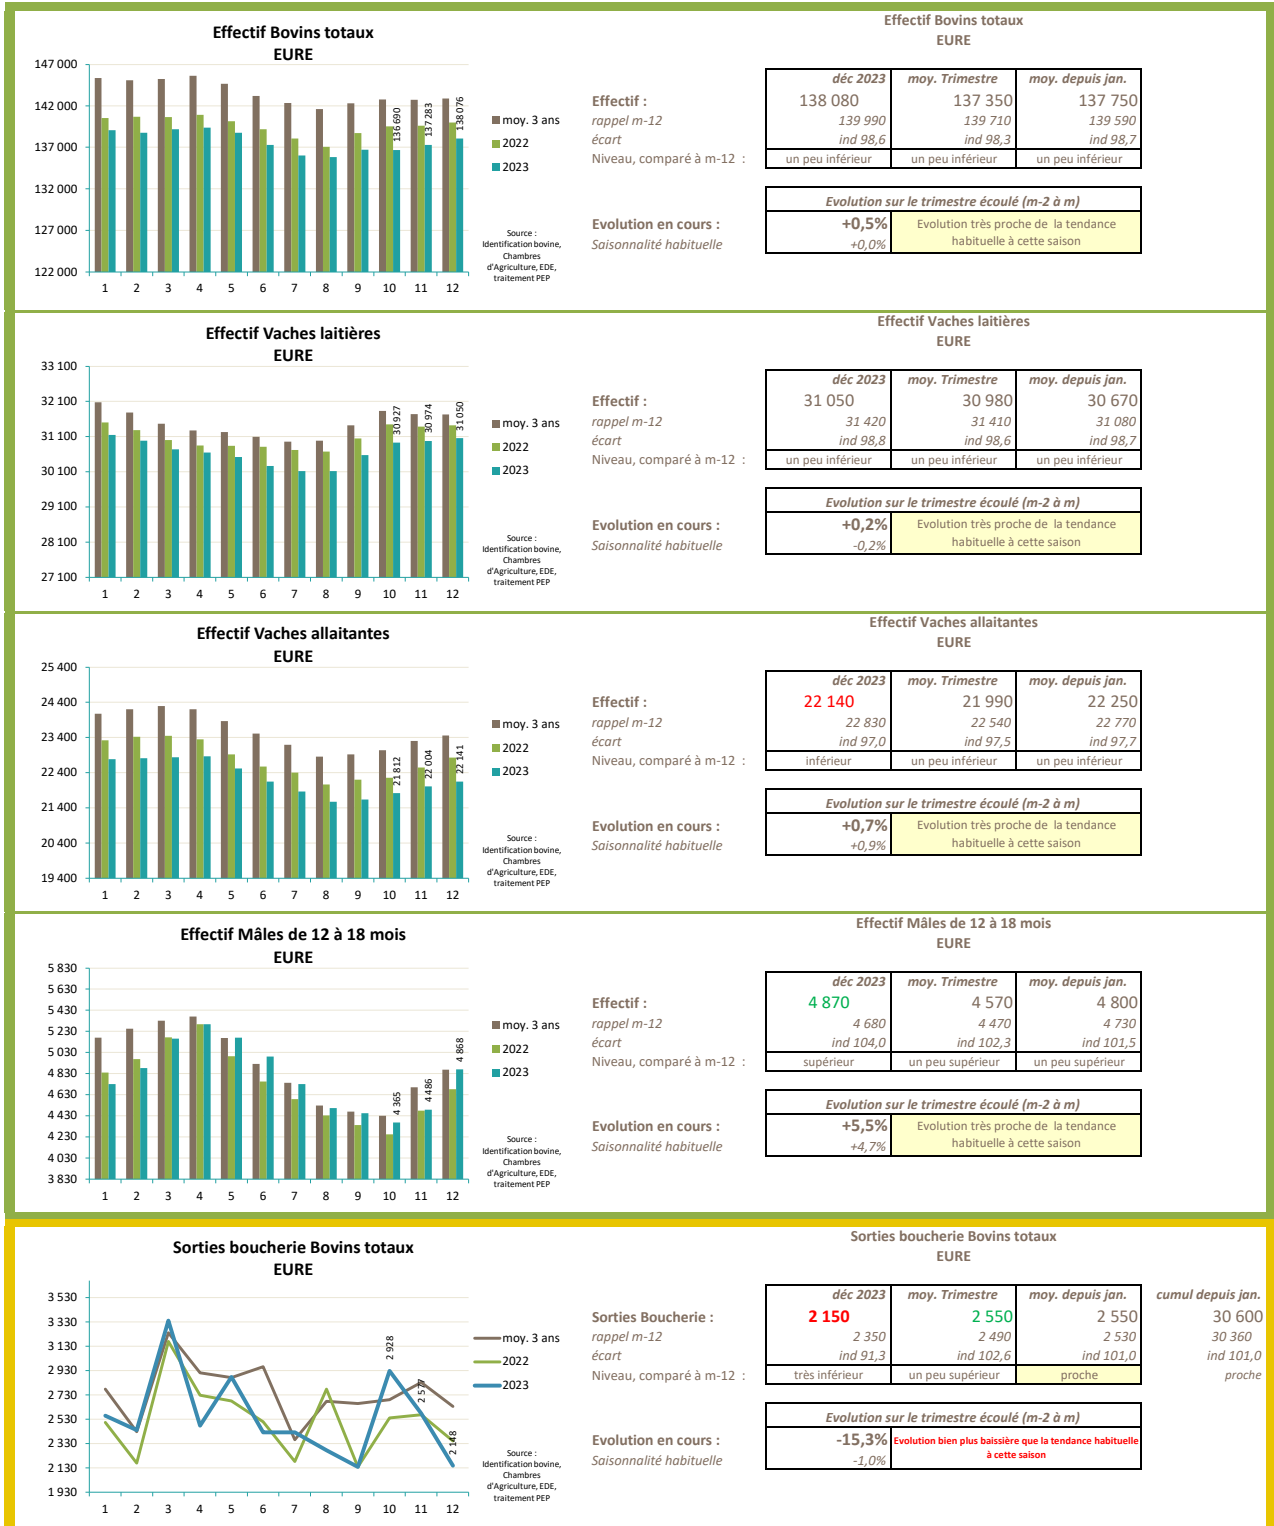 Effectif Bovins totaux
EURE
147 000
142 000
137 000
132 000
127 000
122 000
1 2 3 4 5 6 7 8 9 10 11 12
136 690
137 283
138 076
moy. 3 ans
2022
2023
Source :
Identification bovine,
Chambres
d'Agriculture, EDE,
traitement PEP
Effectif Bovins totaux
EURE
déc 2023 moy. Trimestre moy. depuis jan.
Effectif : 138 080 137 350 137 750
rappel m-12 139 990 139 710 139 590
écart ind 98,6 ind 98,3 ind 98,7
Niveau, comparé à m-12 : un peu inférieur un peu inférieur un peu inférieur
Evolution sur le trimestre écoulé (m-2 à m)
Evolution en cours : +0,5% Evolution très proche de la tendance
Saisonnalité habituelle +0,0% habituelle à cette saison
Effectif Vaches laitières
EURE
33 100
32 100
31 100
30 100
29 100
28 100
27 100
1 2 3 4 5 6 7 8 9 10 11 12
30 927
30 974
31 050
moy. 3 ans
2022
2023
Source :
Identification bovine,
Chambres
d'Agriculture, EDE,
traitement PEP
Effectif Vaches laitières
EURE
déc 2023 moy. Trimestre moy. depuis jan.
Effectif : 31 050 30 980 30 670
rappel m-12 31 420 31 410 31 080
écart ind 98,8 ind 98,6 ind 98,7
Niveau, comparé à m-12 : un peu inférieur un peu inférieur un peu inférieur
Evolution sur le trimestre écoulé (m-2 à m)
Evolution en cours : +0,2% Evolution très proche de la tendance
Saisonnalité habituelle -0,2% habituelle à cette saison
Effectif Vaches allaitantes
EURE
25 400
24 400
23 400
22 400
21 400
20 400
19 400
1 2 3 4 5 6 7 8 9 10 11 12
21 812
22 004
22 141
moy. 3 ans
2022
2023
Source :
Identification bovine,
Chambres
d'Agriculture, EDE,
traitement PEP
Effectif Vaches allaitantes
EURE
déc 2023 moy. Trimestre moy. depuis jan.
Effectif : 22 140 21 990 22 250
rappel m-12 22 830 22 540 22 770
écart ind 97,0 ind 97,5 ind 97,7
Niveau, comparé à m-12 : inférieur un peu inférieur un peu inférieur
Evolution sur le trimestre écoulé (m-2 à m)
Evolution en cours : +0,7% Evolution très proche de la tendance
Saisonnalité habituelle +0,9% habituelle à cette saison
Effectif Mâles de 12 à 18 mois
EURE
5 830
5 630
5 430
5 230
5 030
4 830
4 630
4 430
4 230
4 030
3 830
1 2 3 4 5 6 7 8 9 10 11 12
4 365
4 486
4 868
moy. 3 ans
2022
2023
Source :
Identification bovine,
Chambres
d'Agriculture, EDE,
traitement PEP
Effectif Mâles de 12 à 18 mois
EURE
déc 2023 moy. Trimestre moy. depuis jan.
Effectif : 4 870 4 570 4 800
rappel m-12 4 680 4 470 4 730
écart ind 104,0 ind 102,3 ind 101,5
Niveau, comparé à m-12 : supérieur un peu supérieur un peu supérieur
Evolution sur le trimestre écoulé (m-2 à m)
Evolution en cours : +5,5% Evolution très proche de la tendance
Saisonnalité habituelle +4,7% habituelle à cette saison
Sorties boucherie Bovins totaux
EURE
3 530
3 330
3 130
2 930
2 730
2 530
2 330
2 130
1 930
1 2 3 4 5 6 7 8 9 10 11 12
2 928
2 577
2 148
moy. 3 ans
2022
2023
Source :
Identification bovine,
Chambres
d'Agriculture, EDE,
traitement PEP
Sorties boucherie Bovins totaux
EURE
déc 2023 moy. Trimestre moy. depuis jan. cumul depuis jan.
Sorties Boucherie : 2 150 2 550 2 550 30 600
rappel m-12 2 350 2 490 2 530 30 360
écart ind 91,3 ind 102,6 ind 101,0 ind 101,0
Niveau, comparé à m-12 : très inférieur un peu supérieur proche proche
Evolution sur le trimestre écoulé (m-2 à m)
Evolution en cours : -15,3% Evolution bien plus baissière que la tendance habituelle
Saisonnalité habituelle -1,0% à cette saison